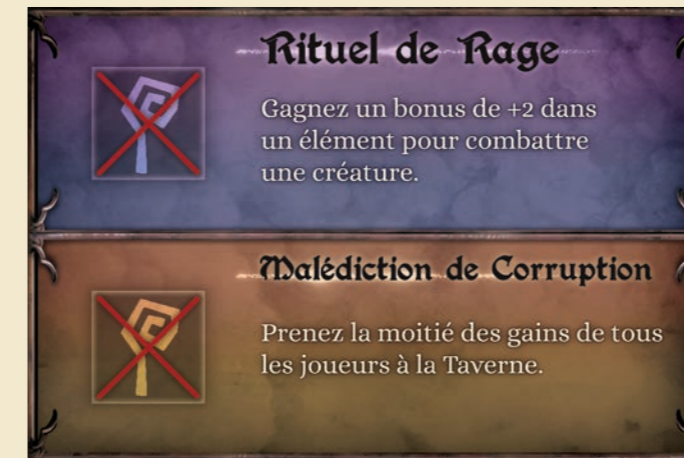 Rituel de Rage
Gagnez un bonus de +2 dans
un élément pour combattre
une créature.
Malédiction de Corruption
Prenez la moitié des gains de tous
les joueurs à la Taverne.